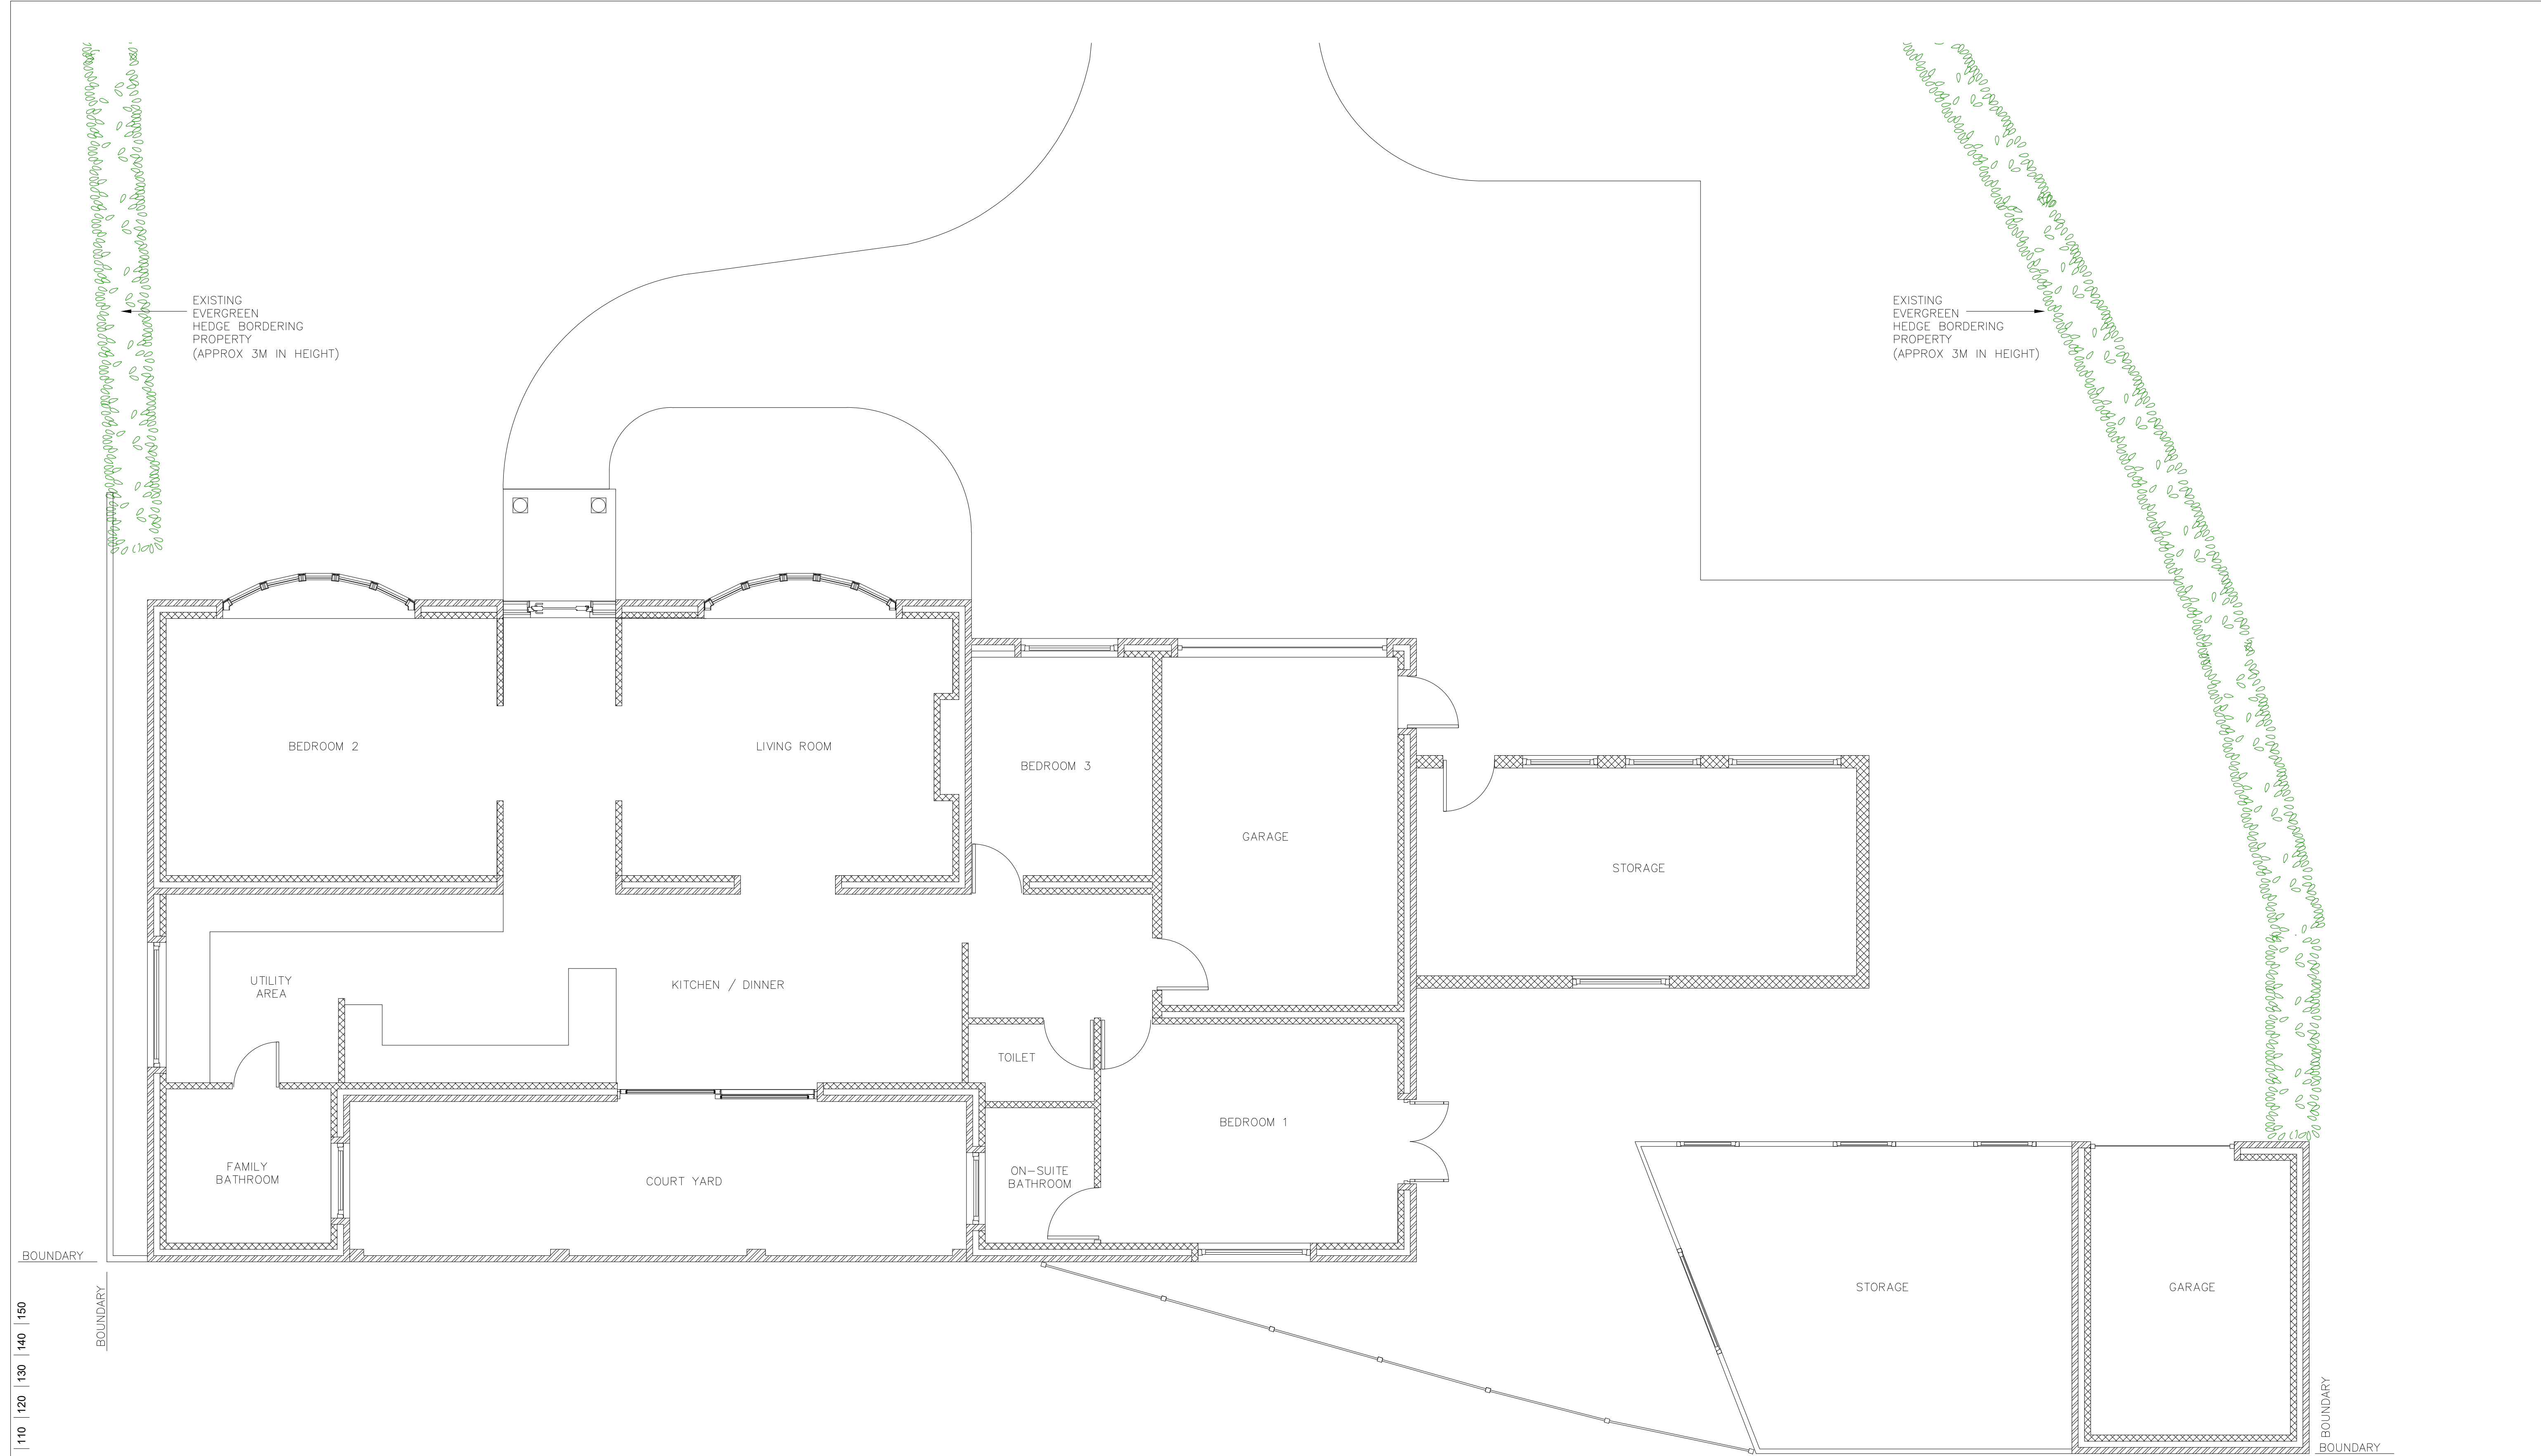 EXISTING
EVERGREEN
HEDGE BORDERING
PROPERTY
(APPROX 3M IN HEIGHT)
EXISTING
EVERGREEN
HEDGE BORDERING
PROPERTY
(APPROX 3M IN HEIGHT)
BEDROOM 2
LIVING ROOM
BEDROOM 3
GARAGE
STORAGE
UTILITY
AREA
KITCHEN / DINNER
TOILET
BEDROOM 1
FAMILY
BATHROOM
COURT YARD
ON-SUITE
BATHROOM
BOUNDARY
BOUNDARY
STORAGE
GARAGE
BOUNDARY
BOUNDARY
150
140
130
120
110